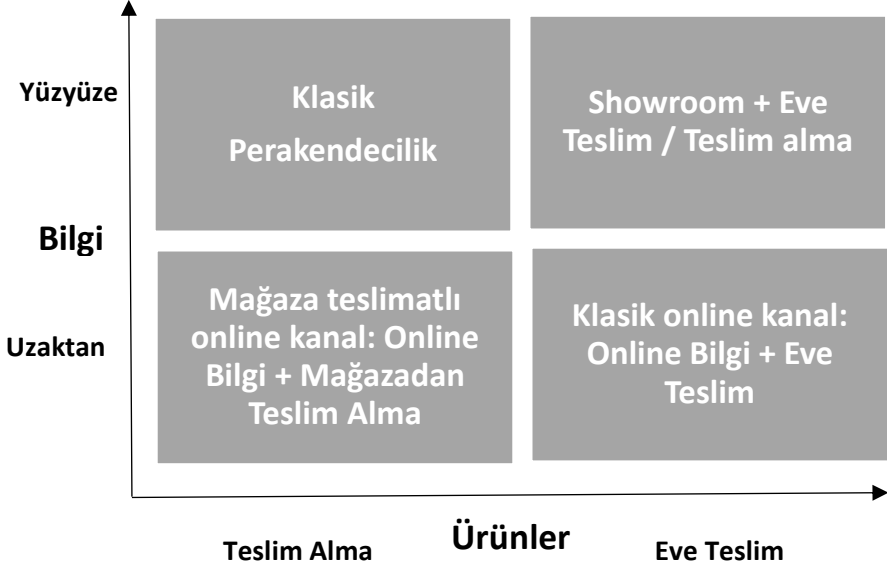 Yüzyüze
Klasik
Perakendecilik
Showroom + Eve
Teslim / Teslim alma
Bilgi
Uzaktan
Mağaza teslimatlı
online kanal: Online
Bilgi + Mağazadan
Teslim Alma
Klasik online kanal:
Online Bilgi + Eve
Teslim
Teslim Alma
Ürünler
Eve Teslim